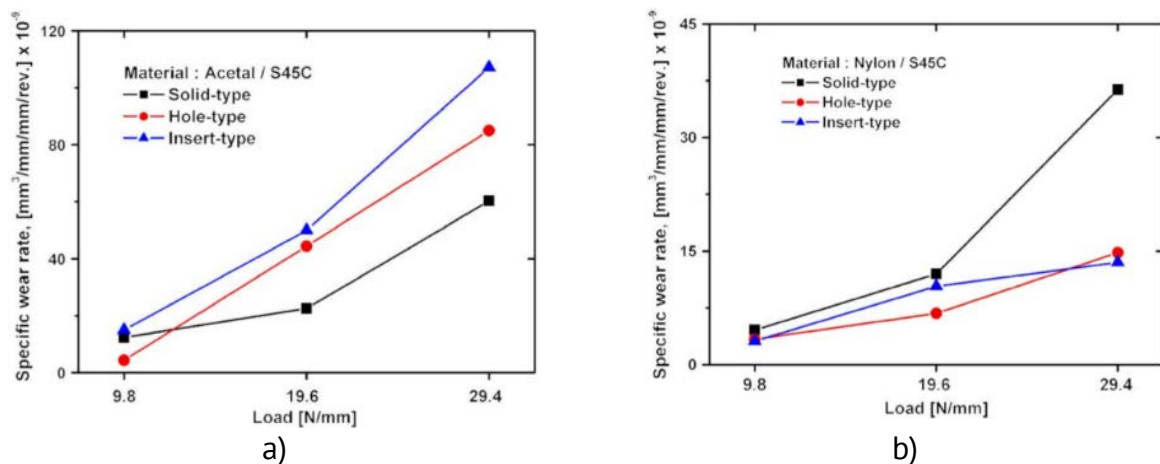 120
80
40
0
Specific wear rate, [mm³/mm/mm/rev.] x 10⁻⁹
Material : Acetal / S45C
Solid-type
Hole-type
Insert-type
9.8
19.6
29.4
Load [N/mm]
a)
45
30
15
0
Specific wear rate, [mm³/mm/mm/rev.] x 10⁻⁹
Material : Nylon / S45C
Solid-type
Hole-type
Insert-type
9.8
19.6
29.4
Load [N/mm]
b)